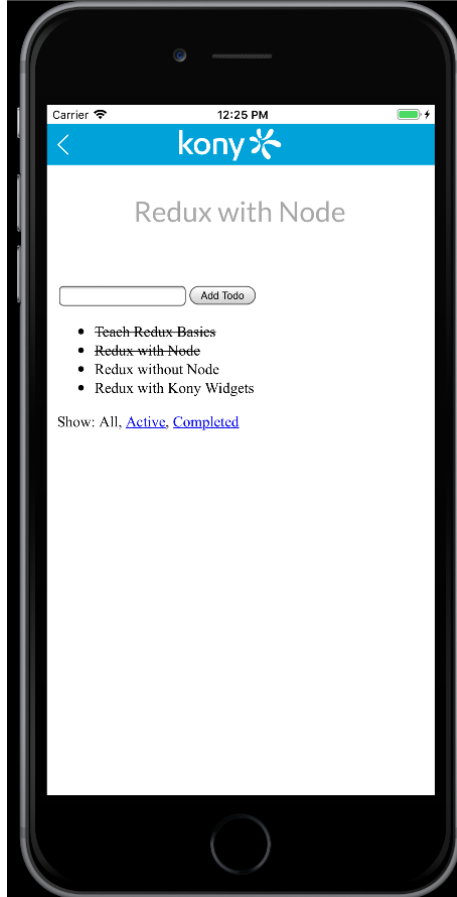 Carrier 12:25 PM
kony
Redux with Node
Add Todo
Teach Redux Basics
Redux with Node
Redux without Node
Redux with Kony Widgets
Show: All, Active, Completed